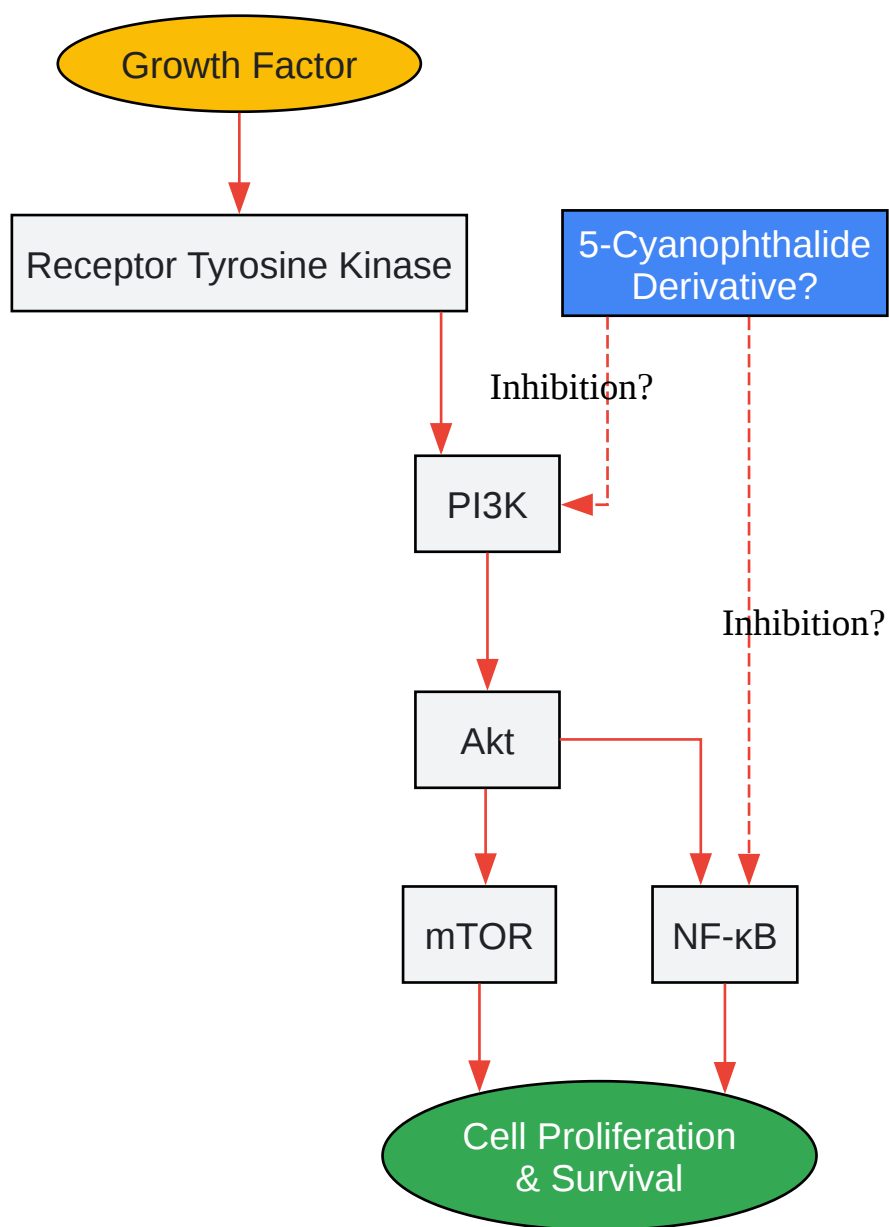 Growth Factor
Receptor Tyrosine Kinase
5-Cyanophthalide
Derivative?
Inhibition?
PI3K
Inhibition?
Akt
mTOR
NF-κB
Cell Proliferation
& Survival